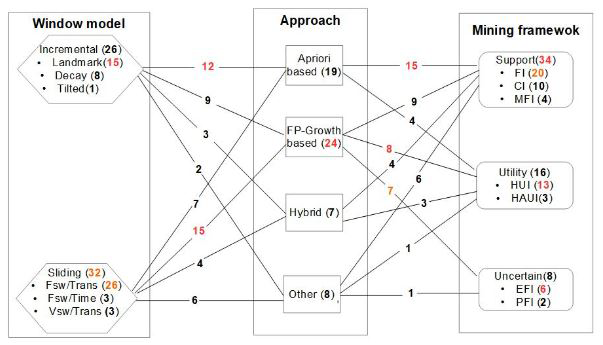 Window model
Approach
Mining framewok
Incremental (26)
• Landmark(15)
• Decay (8)
• Tilted(1)
Sliding (32)
• Fsw/Trans (26)
• Fsw/Time (3)
• Vsw/Trans (3)
12
9
3
2
7
15
4
6
Apriori
based (19)
FP-Growth
based (24)
Hybrid (7)
Other (8)
15
9
4
8
4
6
7
3
1
1
Support(34)
• FI (20)
• CI (10)
• MFI (4)
Utility (16)
• HUI (13)
• HAUI(3)
Uncertain(8)
• EFI (6)
• PFI (2)